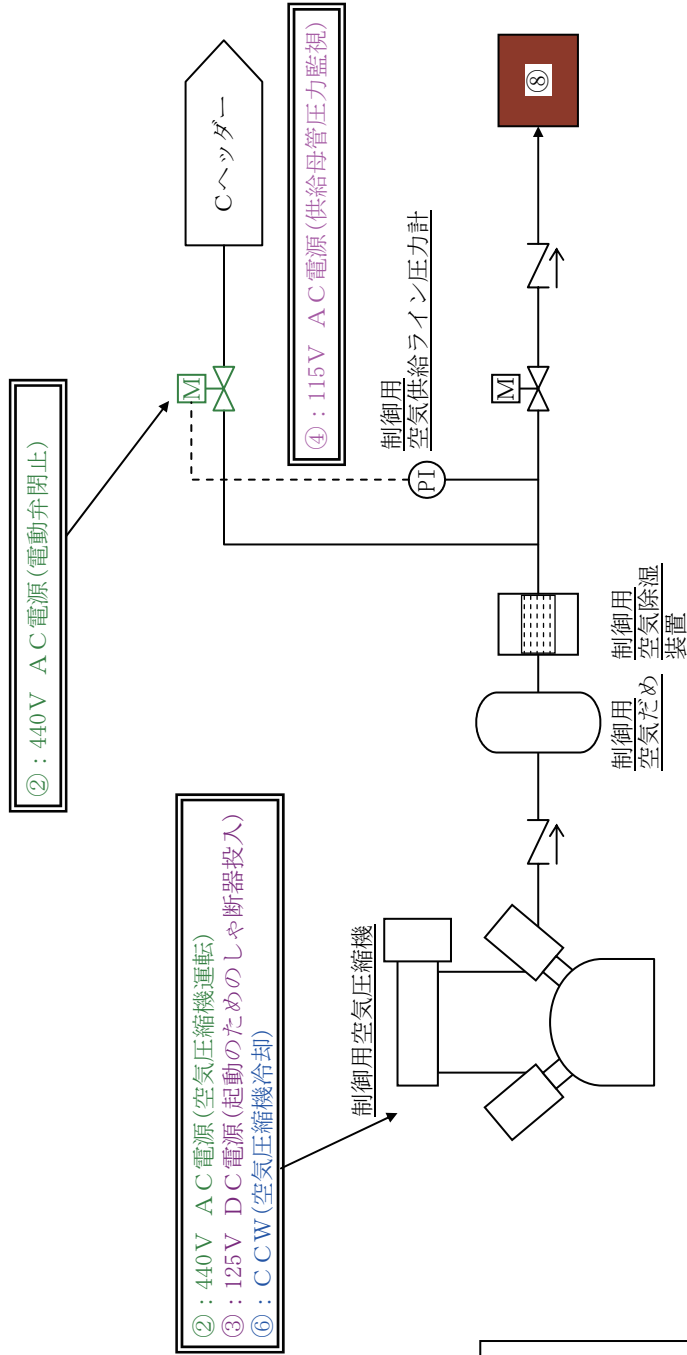 ②：440V AC電源(空気圧縮機運転)
③：125V DC電源(起動のためのしゃ断器投入)
⑥：CCW(空気圧縮機冷却)
②：440V AC電源(電動弁閉止)
Cヘッダー
M
④：115V AC電源(供給母管圧力監視)
制御用
空気供給ライン圧力計
PI
M
⑧
制御用空気圧縮機
制御用
空気だめ
制御用
空気除湿
装置